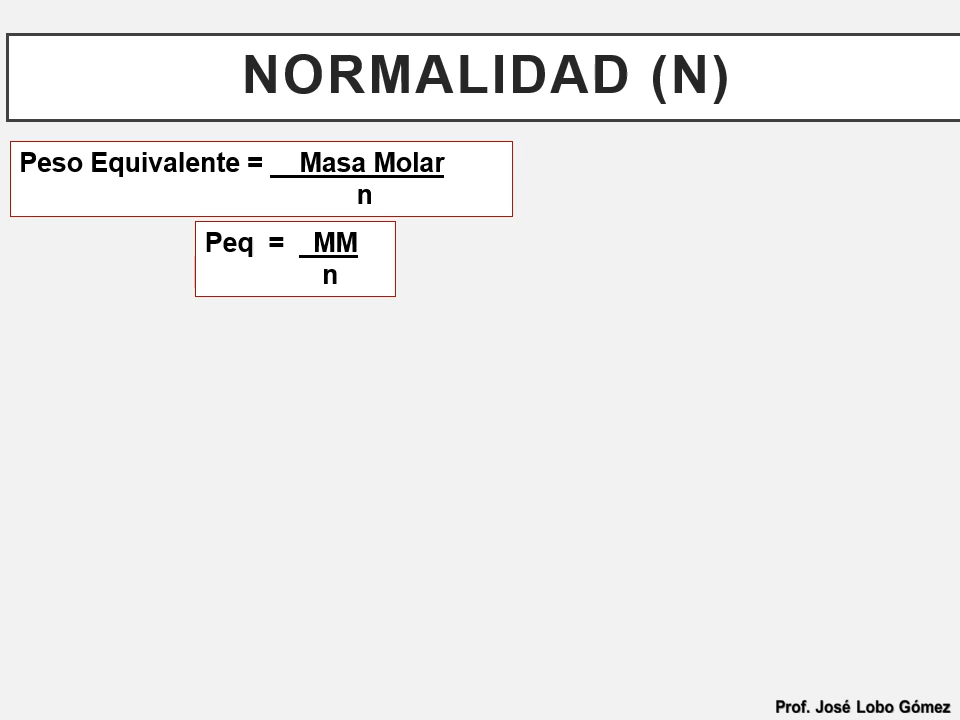 NORMALIDAD (N)
Peso Equivalente = Masa Molar
n
Peq = MM
n
Prof. José Lobo Gómez